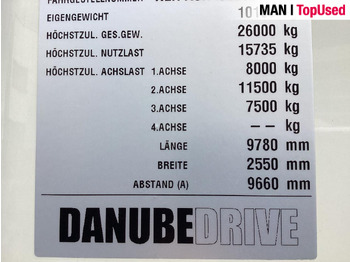 MAN | TopUsed
EIGENGEWICHT
HÖCHSTZUL. GES.GEW. 26000 kg
HÖCHSTZUL. NUTZLAST 15735 kg
HÖCHSTZUL. ACHSLAST 1.ACHSE 8000 kg
2.ACHSE 11500 kg
3.ACHSE 7500 kg
4.ACHSE -- kg
LÄNGE 9780 mm
BREITE 2550 mm
ABSTAND (A) 9660 mm
DANUBEDRIVE